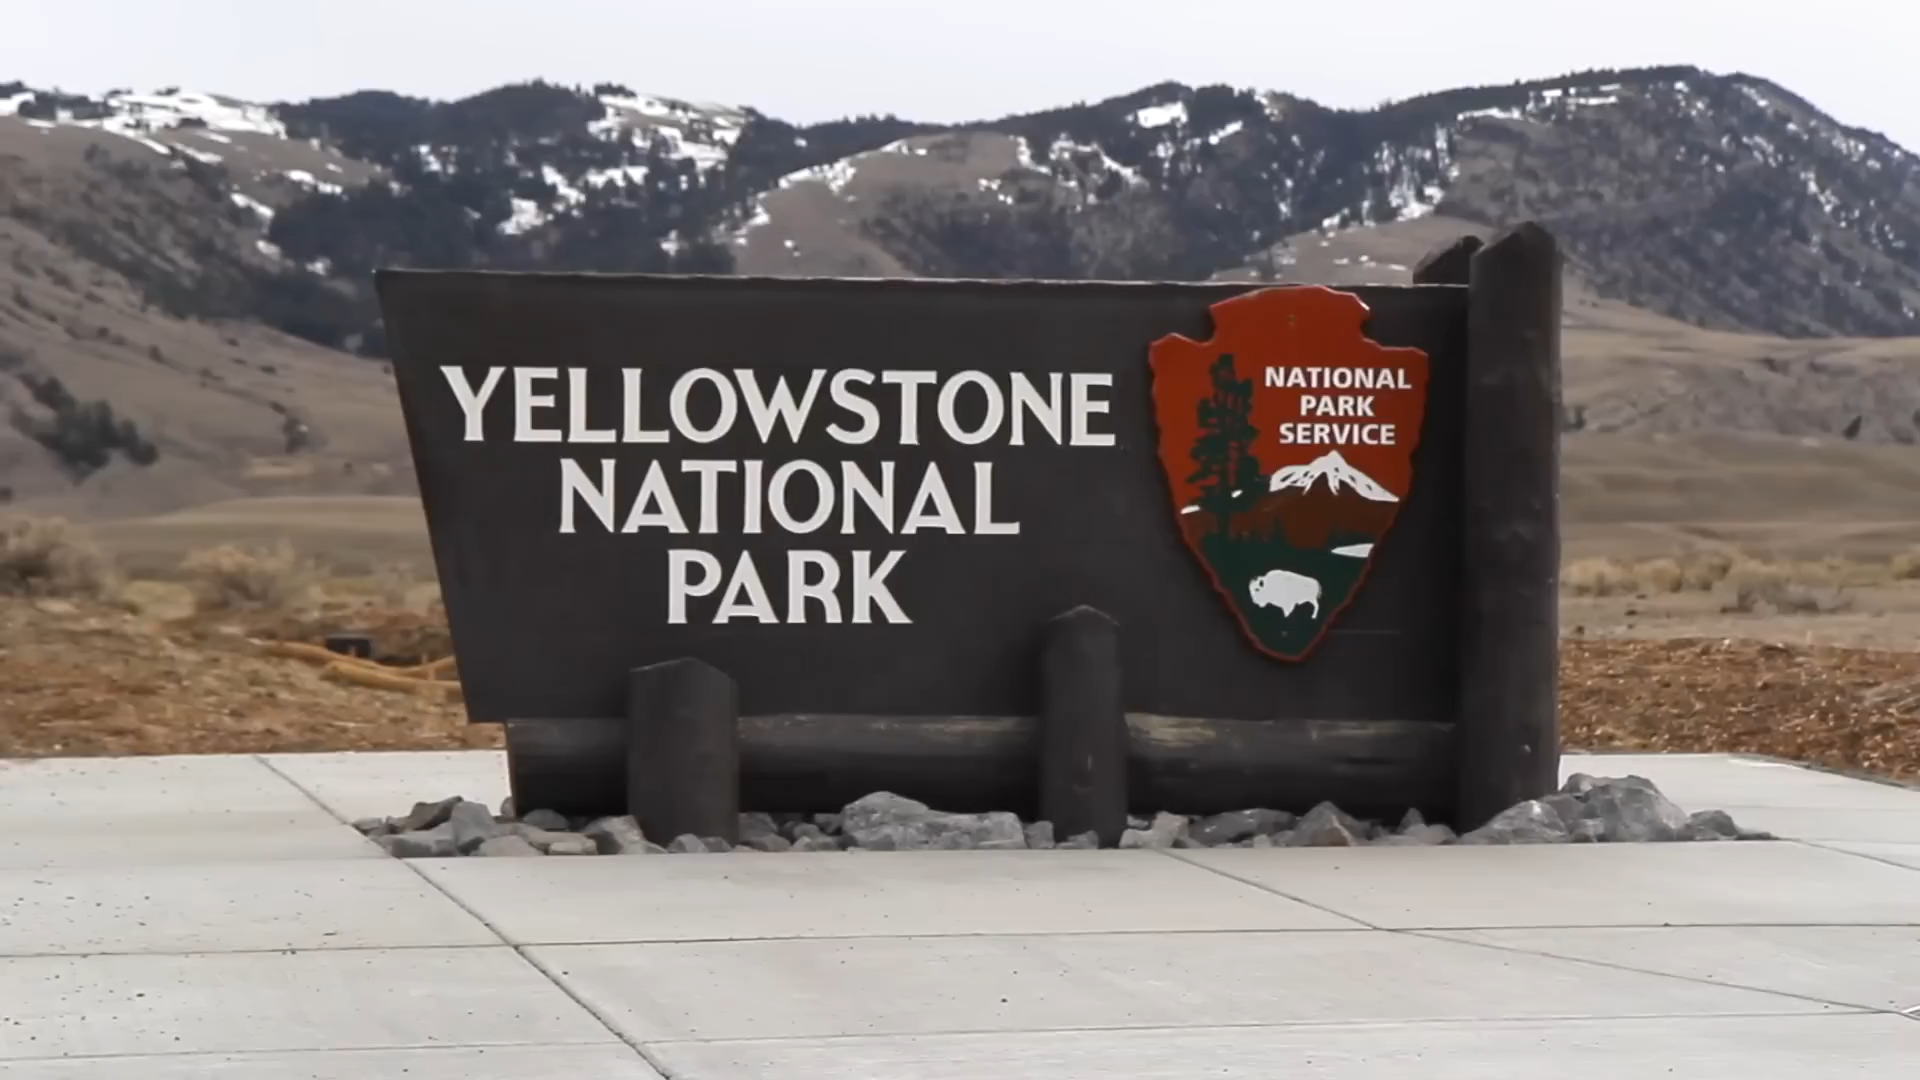 YELLOWSTONE
NATIONAL
PARK
NATIONAL
PARK
SERVICE